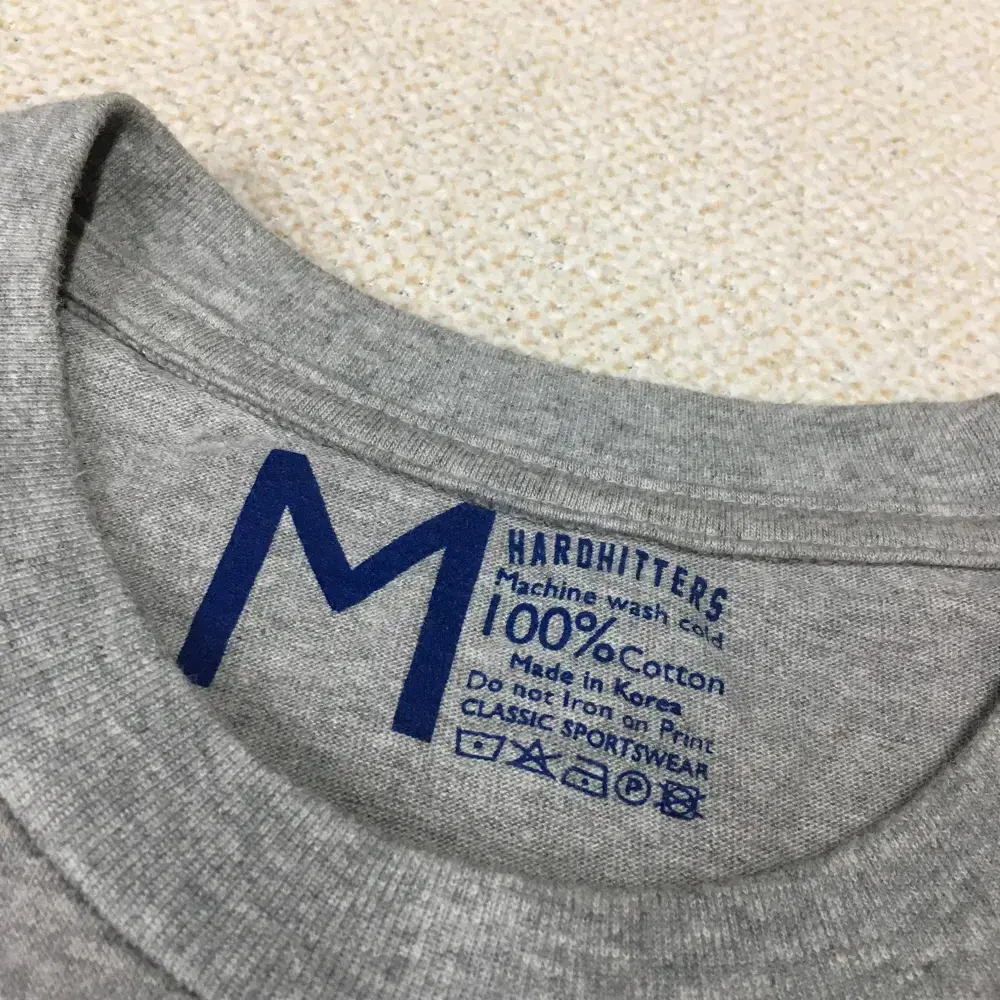 M
HARDHITTERS
Machine wash cold
100% Cotton
Made in Korea
Do not Iron on Print
CLASSIC SPORTSWEAR
P